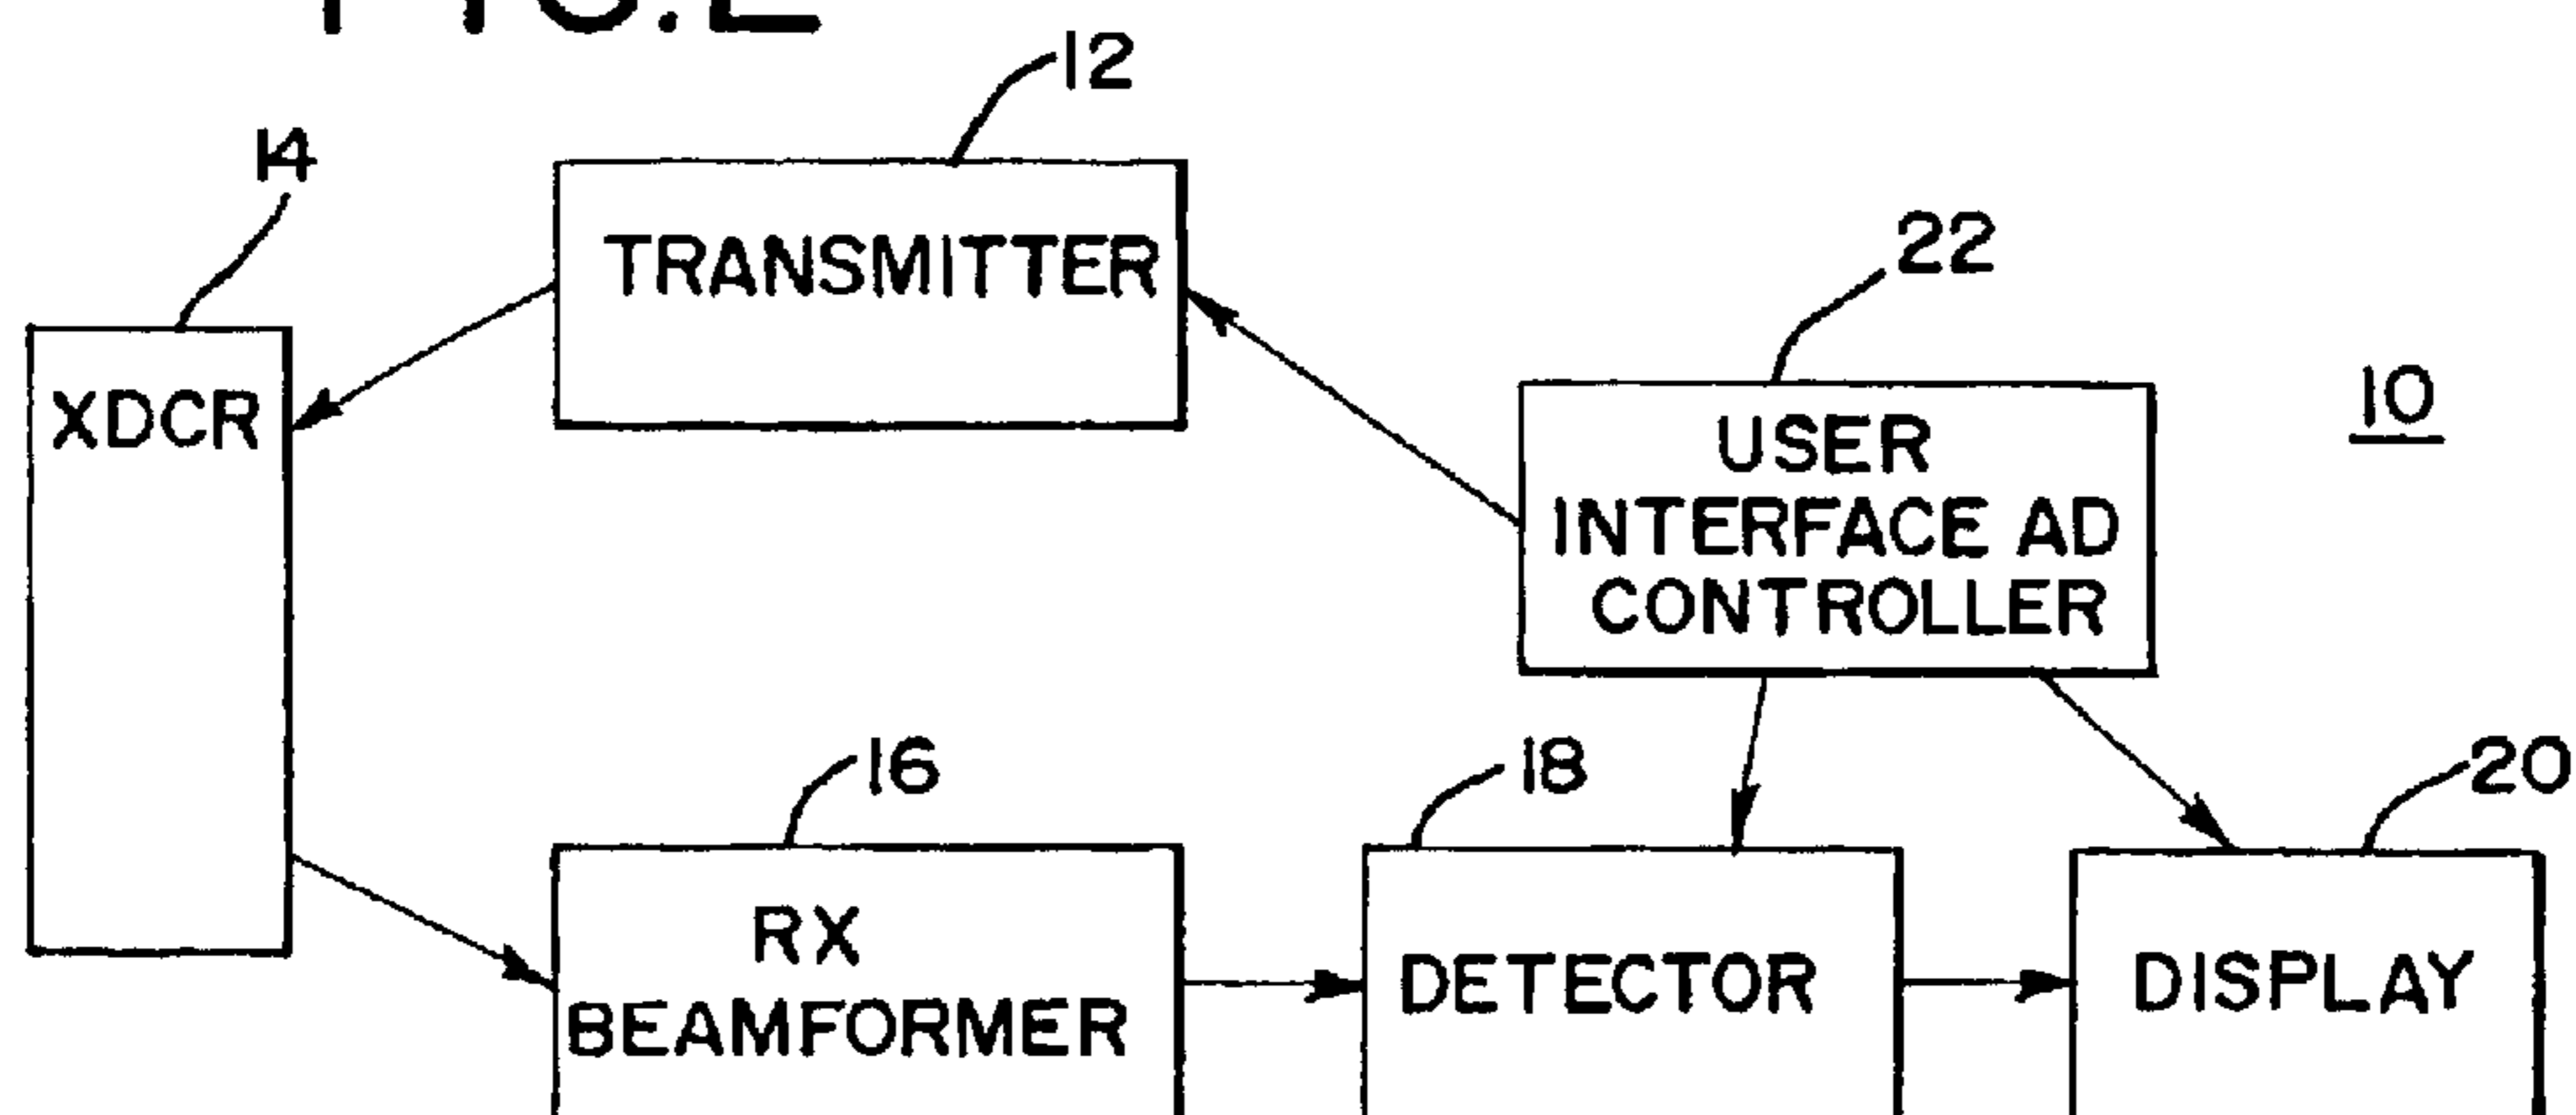 12
14
TRANSMITTER
22
XDCR
10
USER
INTERFACE AD
CONTROLLER
16
18
20
RX
BEAMFORMER
DETECTOR
DISPLAY